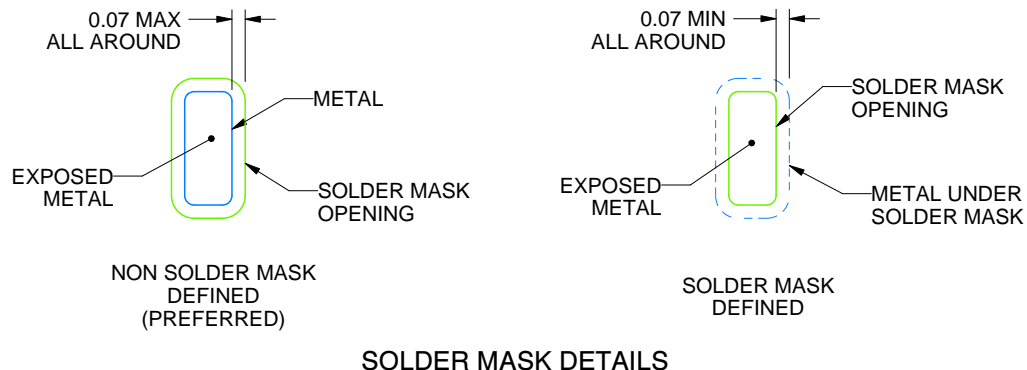 0.07 MAX
ALL AROUND
METAL
EXPOSED
METAL
SOLDER MASK
OPENING
NON SOLDER MASK
DEFINED
(PREFERRED)
0.07 MIN
ALL AROUND
SOLDER MASK
OPENING
EXPOSED
METAL
METAL UNDER
SOLDER MASK
SOLDER MASK
DEFINED
SOLDER MASK DETAILS